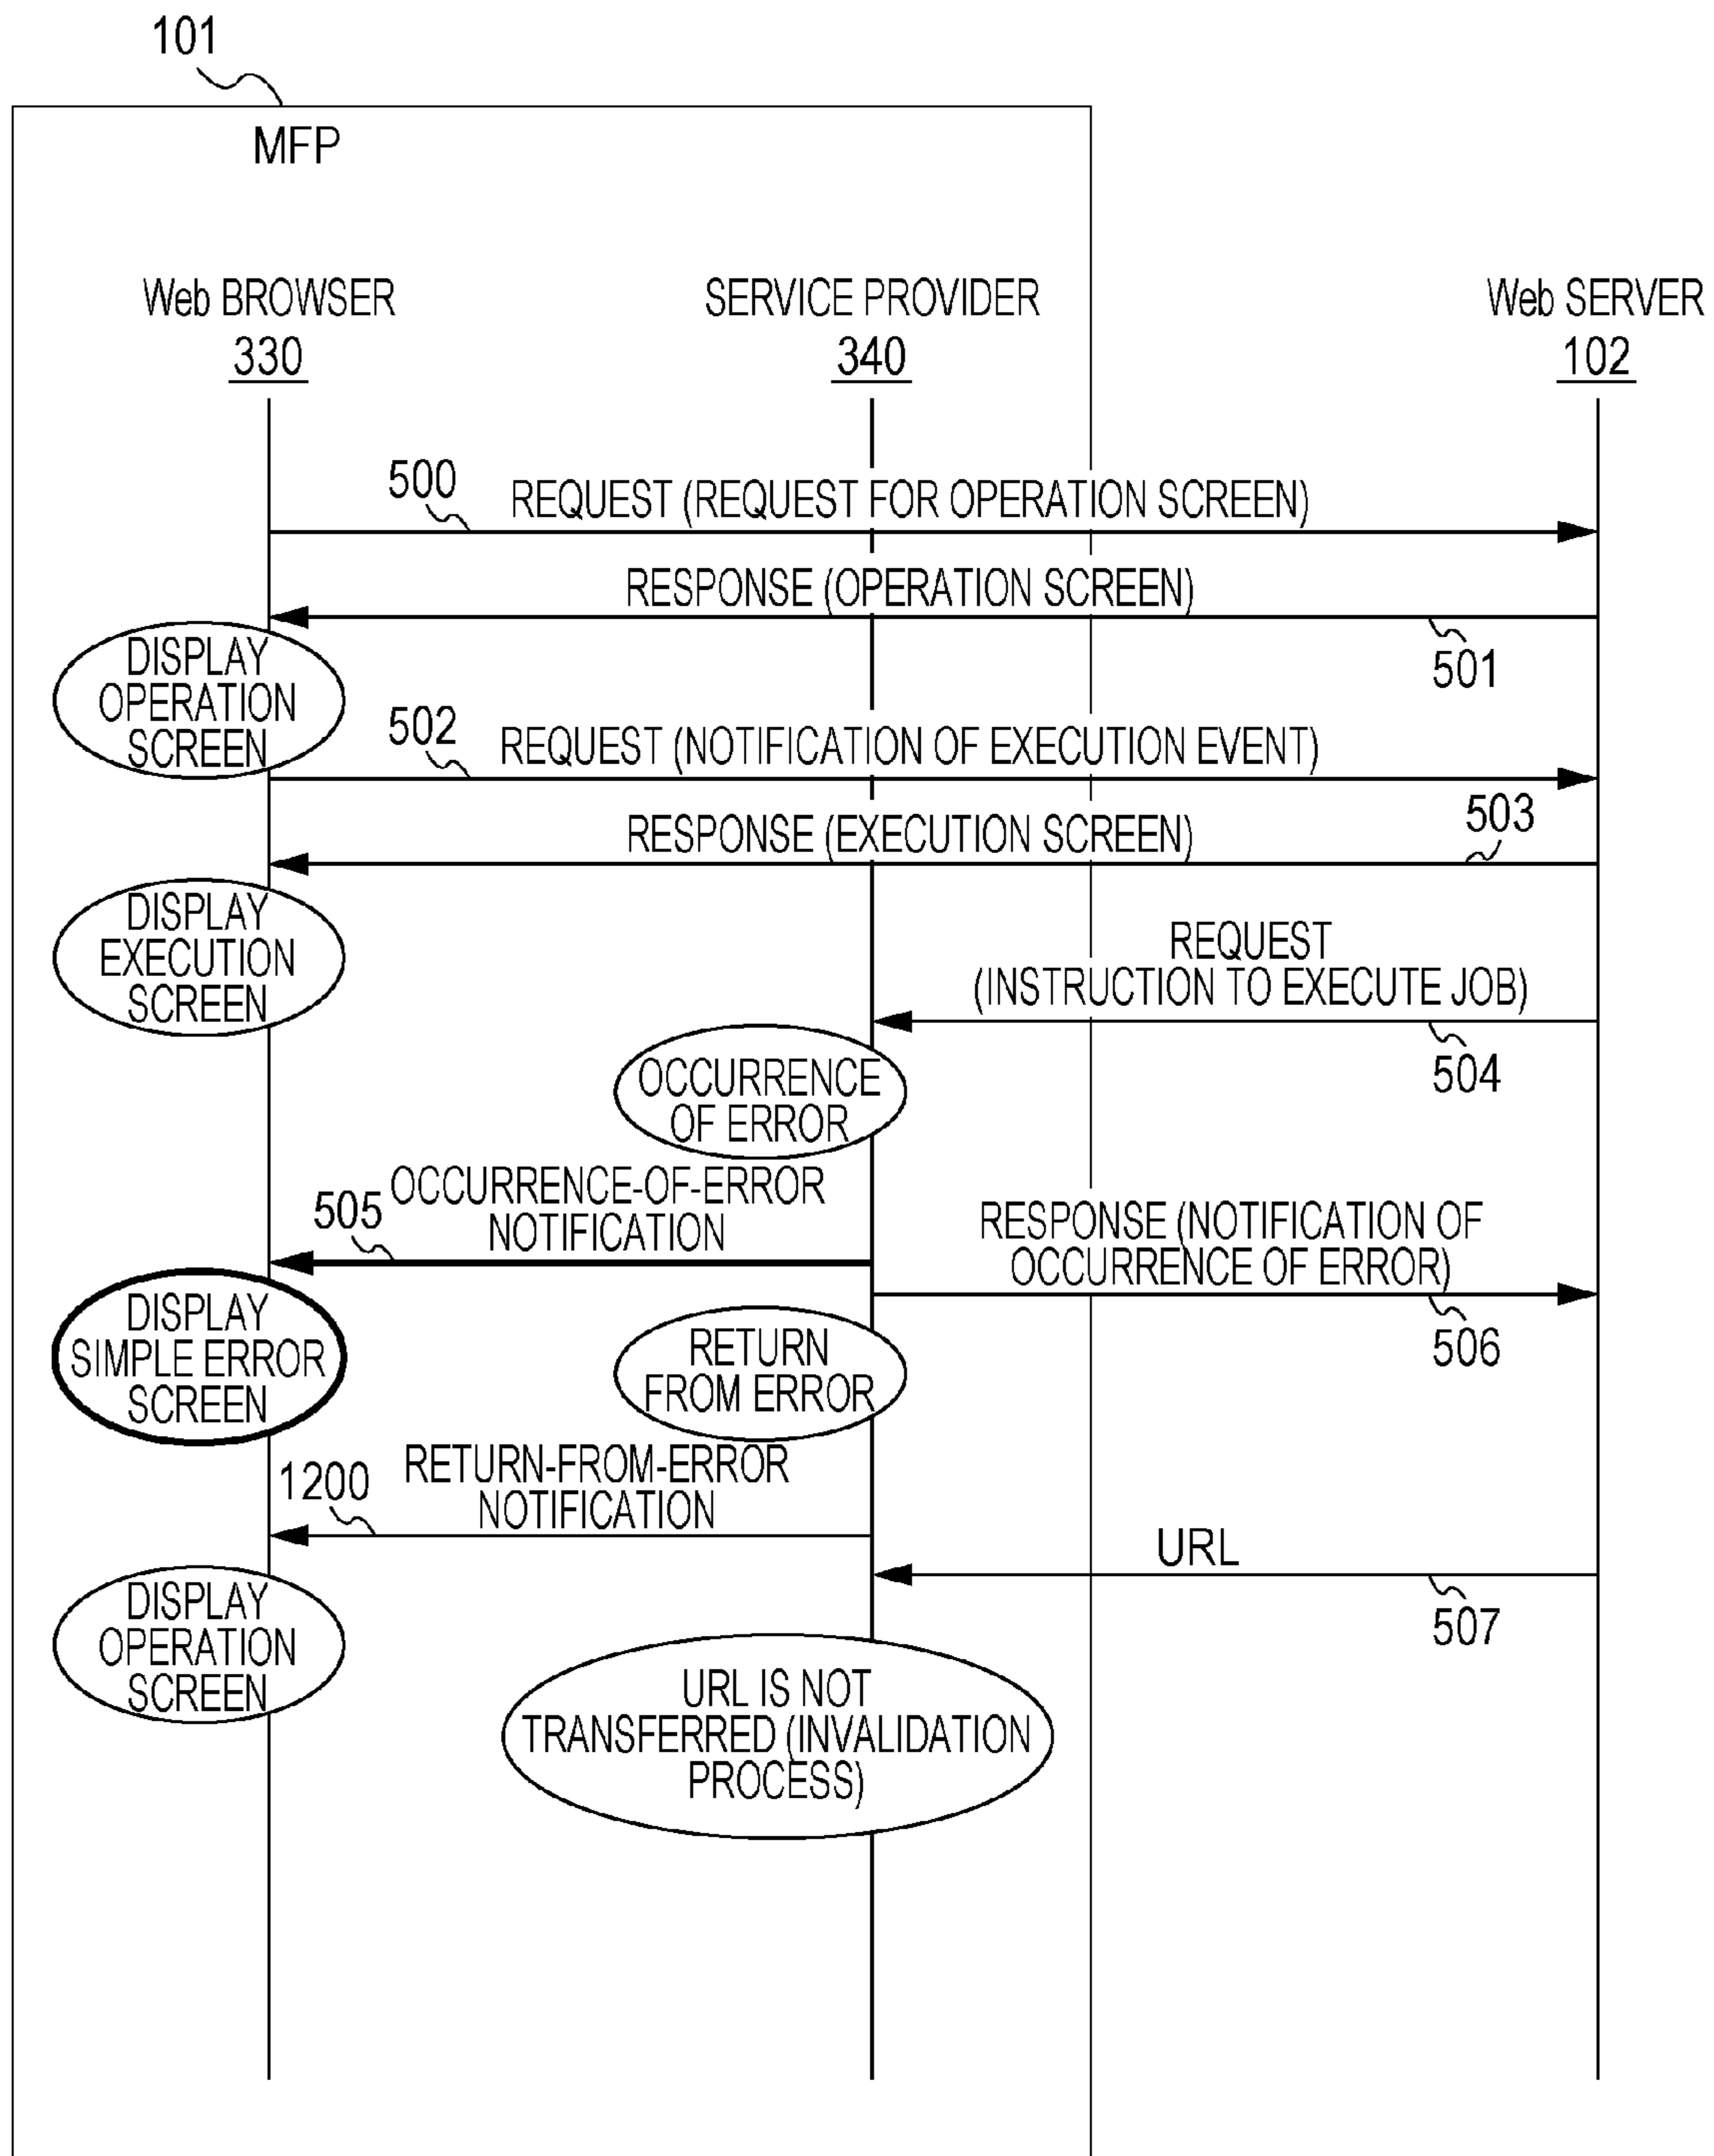 101
MFP
Web BROWSER
330
SERVICE PROVIDER
340
Web SERVER
102
500
REQUEST (REQUEST FOR OPERATION SCREEN)
RESPONSE (OPERATION SCREEN)
501
DISPLAY
OPERATION
SCREEN
502
REQUEST (NOTIFICATION OF EXECUTION EVENT)
503
RESPONSE (EXECUTION SCREEN)
DISPLAY
EXECUTION
SCREEN
REQUEST
(INSTRUCTION TO EXECUTE JOB)
504
OCCURRENCE
OF ERROR
505
OCCURRENCE-OF-ERROR
NOTIFICATION
RESPONSE (NOTIFICATION OF
OCCURRENCE OF ERROR)
506
DISPLAY
SIMPLE ERROR
SCREEN
RETURN
FROM ERROR
1200
RETURN-FROM-ERROR
NOTIFICATION
URL
507
DISPLAY
OPERATION
SCREEN
URL IS NOT
TRANSFERRED (INVALIDATION
PROCESS)